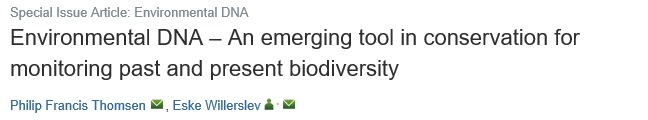 Special Issue Article: Environmental DNA
Environmental DNA – An emerging tool in conservation for
monitoring past and present biodiversity
Philip Francis Thomsen, Eske Willerslev